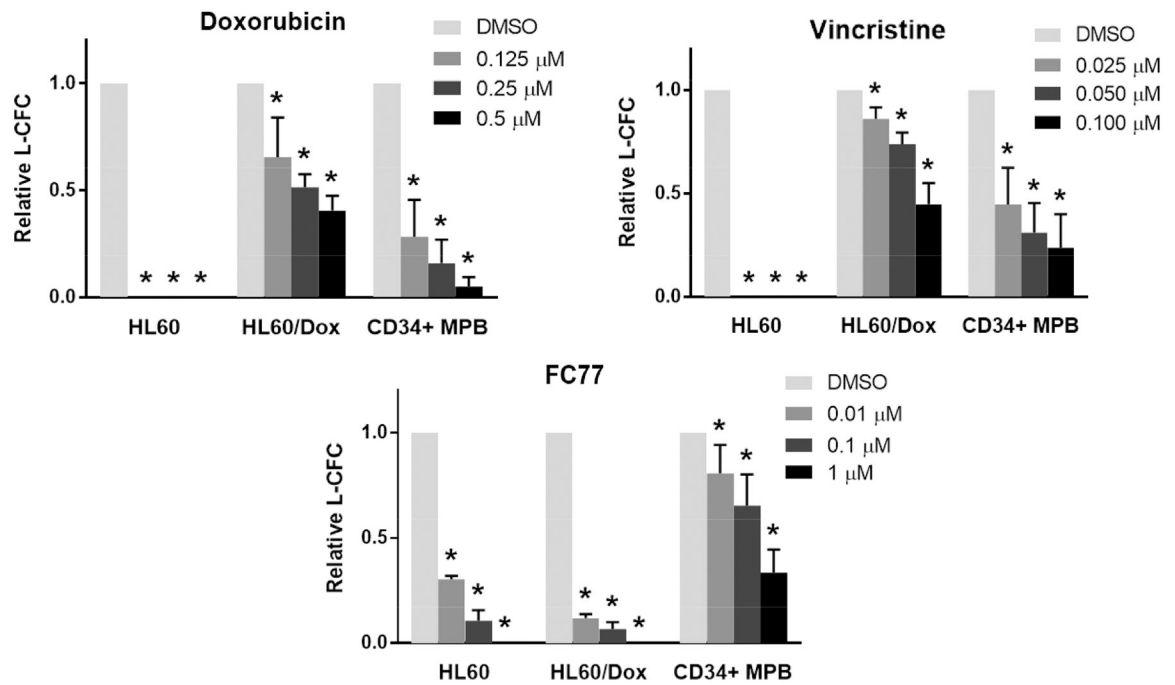 Doxorubicin
DMSO
0.125 μM
0.25 μM
0.5 μM
Relative L-CFC
1.0
0.5
0.0
* * *
* * *
* * *
HL60 HL60/Dox CD34+ MPB
Vincristine
DMSO
0.025 μM
0.050 μM
0.100 μM
Relative L-CFC
1.0
0.5
0.0
* * *
* * *
* * *
HL60 HL60/Dox CD34+ MPB
FC77
DMSO
0.01 μM
0.1 μM
1 μM
Relative L-CFC
1.0
0.5
0.0
* * *
* * *
* * *
HL60 HL60/Dox CD34+ MPB